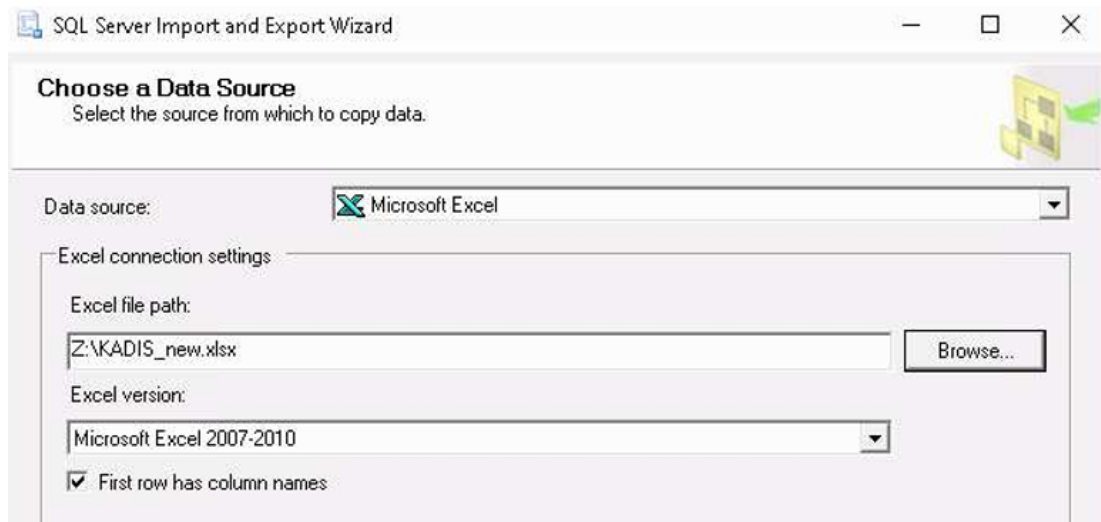 SQL Server Import and Export Wizard
Choose a Data Source
Select the source from which to copy data.
Data source:
Microsoft Excel
Excel connection settings
Excel file path:
Z:\KADIS_new.xlsx
Browse...
Excel version:
Microsoft Excel 2007-2010
First row has column names